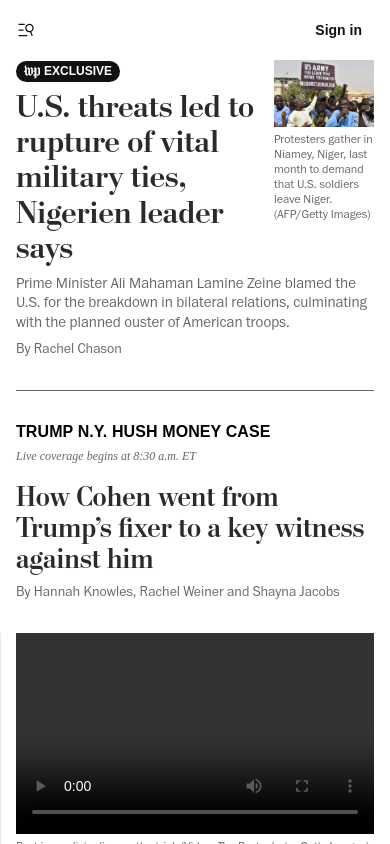 Sign in
wp EXCLUSIVE
U.S. threats led to
rupture of vital
military ties,
Nigerien leader
says
US ARMY
Protesters gather in
Niamey, Niger, last
month to demand
that U.S. soldiers
leave Niger.
(AFP/Getty Images)
Prime Minister Ali Mahaman Lamine Zeine blamed the
U.S. for the breakdown in bilateral relations, culminating
with the planned ouster of American troops.
By Rachel Chason
TRUMP N.Y. HUSH MONEY CASE
Live coverage begins at 8:30 a.m. ET
How Cohen went from
Trump’s fixer to a key witness
against him
By Hannah Knowles, Rachel Weiner and Shayna Jacobs
0:00